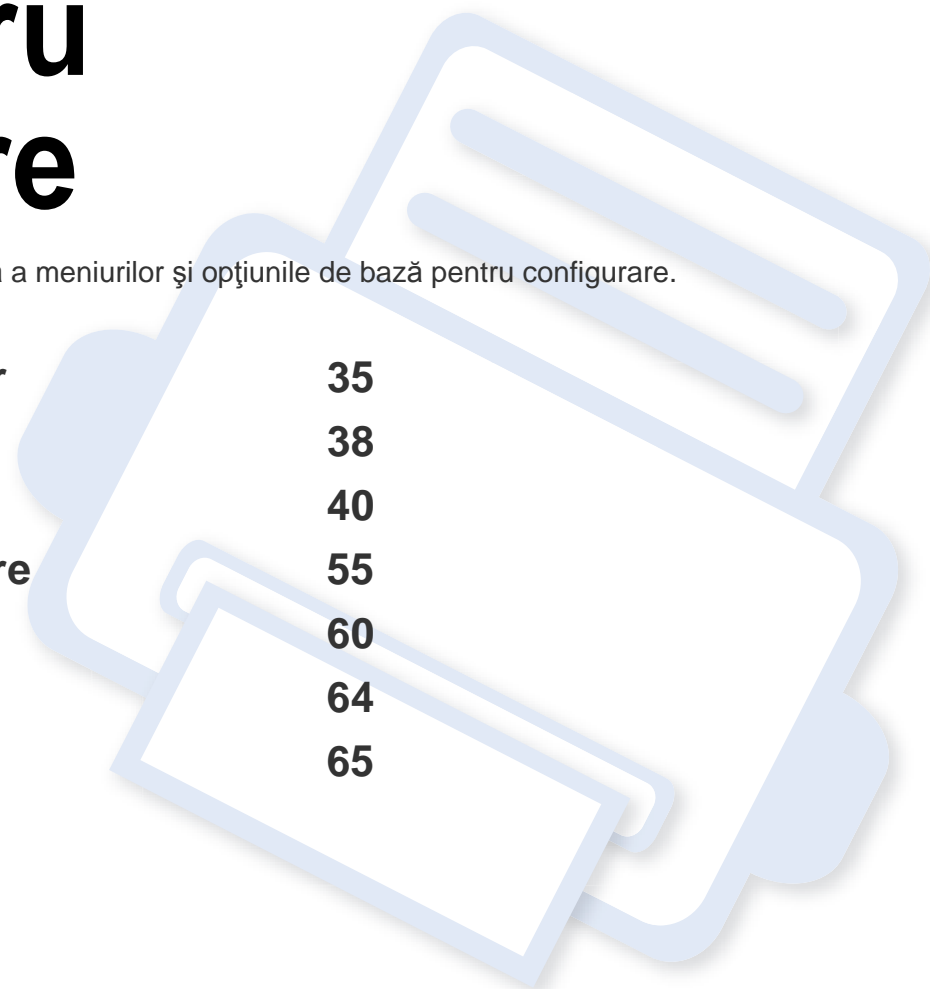 ru
re
a meniurilor şi opţiunile de bază pentru configurare.
r 35
38
40
re 55
60
64
65